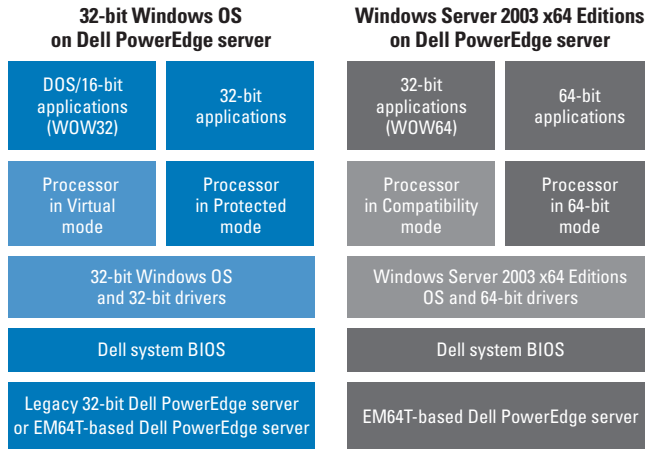 32-bit Windows OS
on Dell PowerEdge server
DOS/16-bit
applications
(WOW32)
32-bit
applications
Processor
in Virtual
mode
Processor
in Protected
mode
32-bit Windows OS
and 32-bit drivers
Dell system BIOS
Legacy 32-bit Dell PowerEdge server
or EM64T-based Dell PowerEdge server
Windows Server 2003 x64 Editions
on Dell PowerEdge server
32-bit
applications
(WOW64)
64-bit
applications
Processor
in Compatibility
mode
Processor
in 64-bit
mode
Windows Server 2003 x64 Editions
OS and 64-bit drivers
Dell system BIOS
EM64T-based Dell PowerEdge server